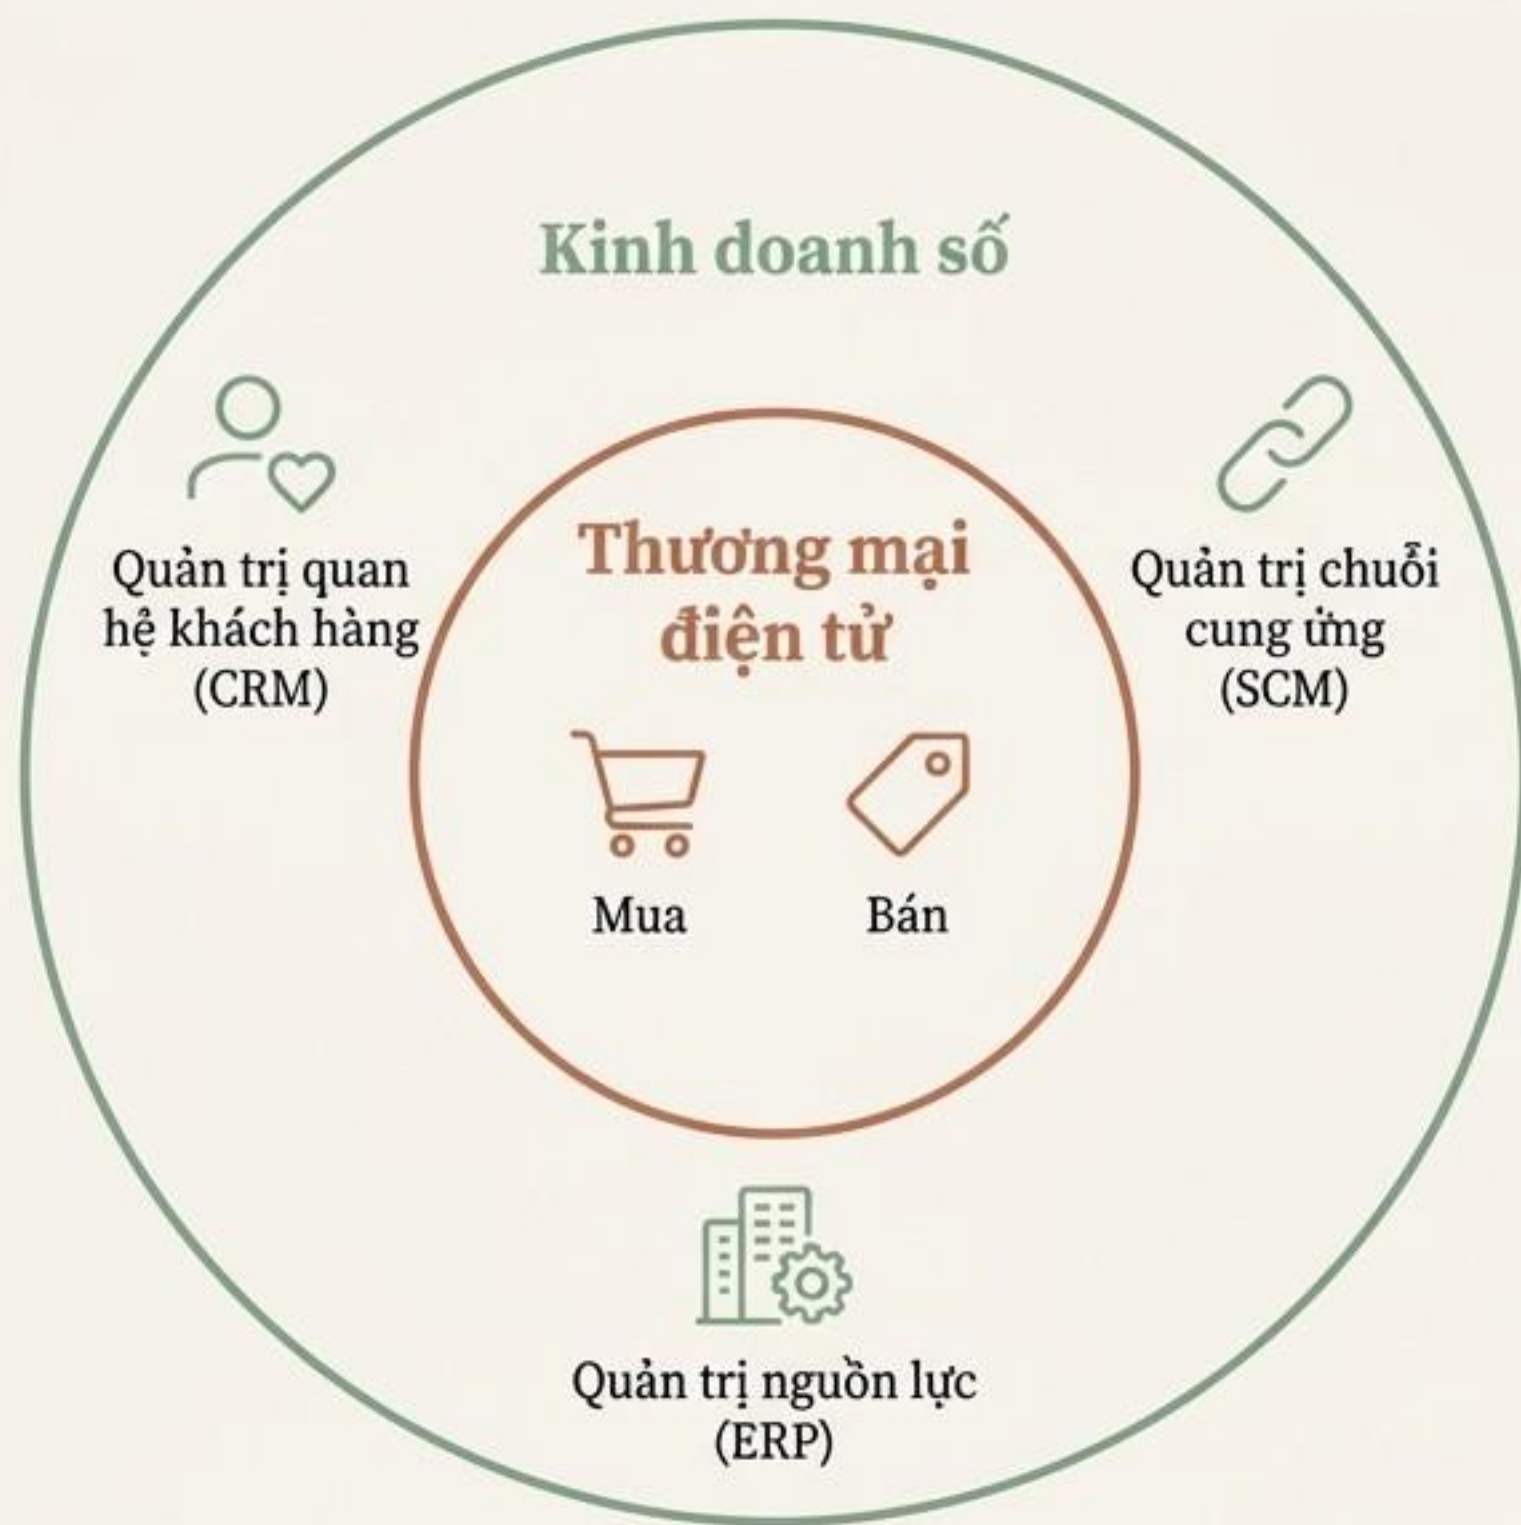 Kinh doanh số
Quản trị quan
hệ khách hàng
(CRM)
Thương mại
điện tử
Mua
Bán
Quản trị chuỗi
cung ứng
(SCM)
Quản trị nguồn lực
(ERP)